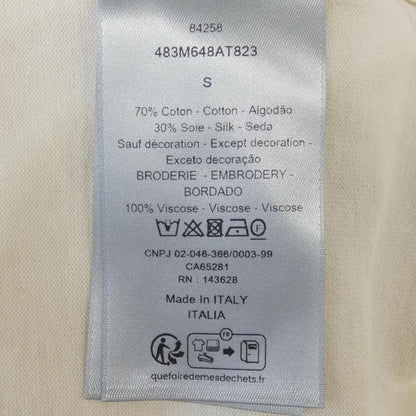 84258
483M648AT823
S
70% Coton - Cotton - Algodão
30% Soie - Silk - Seda
Sauf décoration - Except decoration -
Exceto decoração
BRODERIE - EMBRODERY -
BORDADO
100% Viscose - Viscose - Viscose
F
CNPJ 02-046-366/0003-99
CA65281
RN : 143628
Made In ITALY
ITALIA
FR
quefairedemesdechets.fr